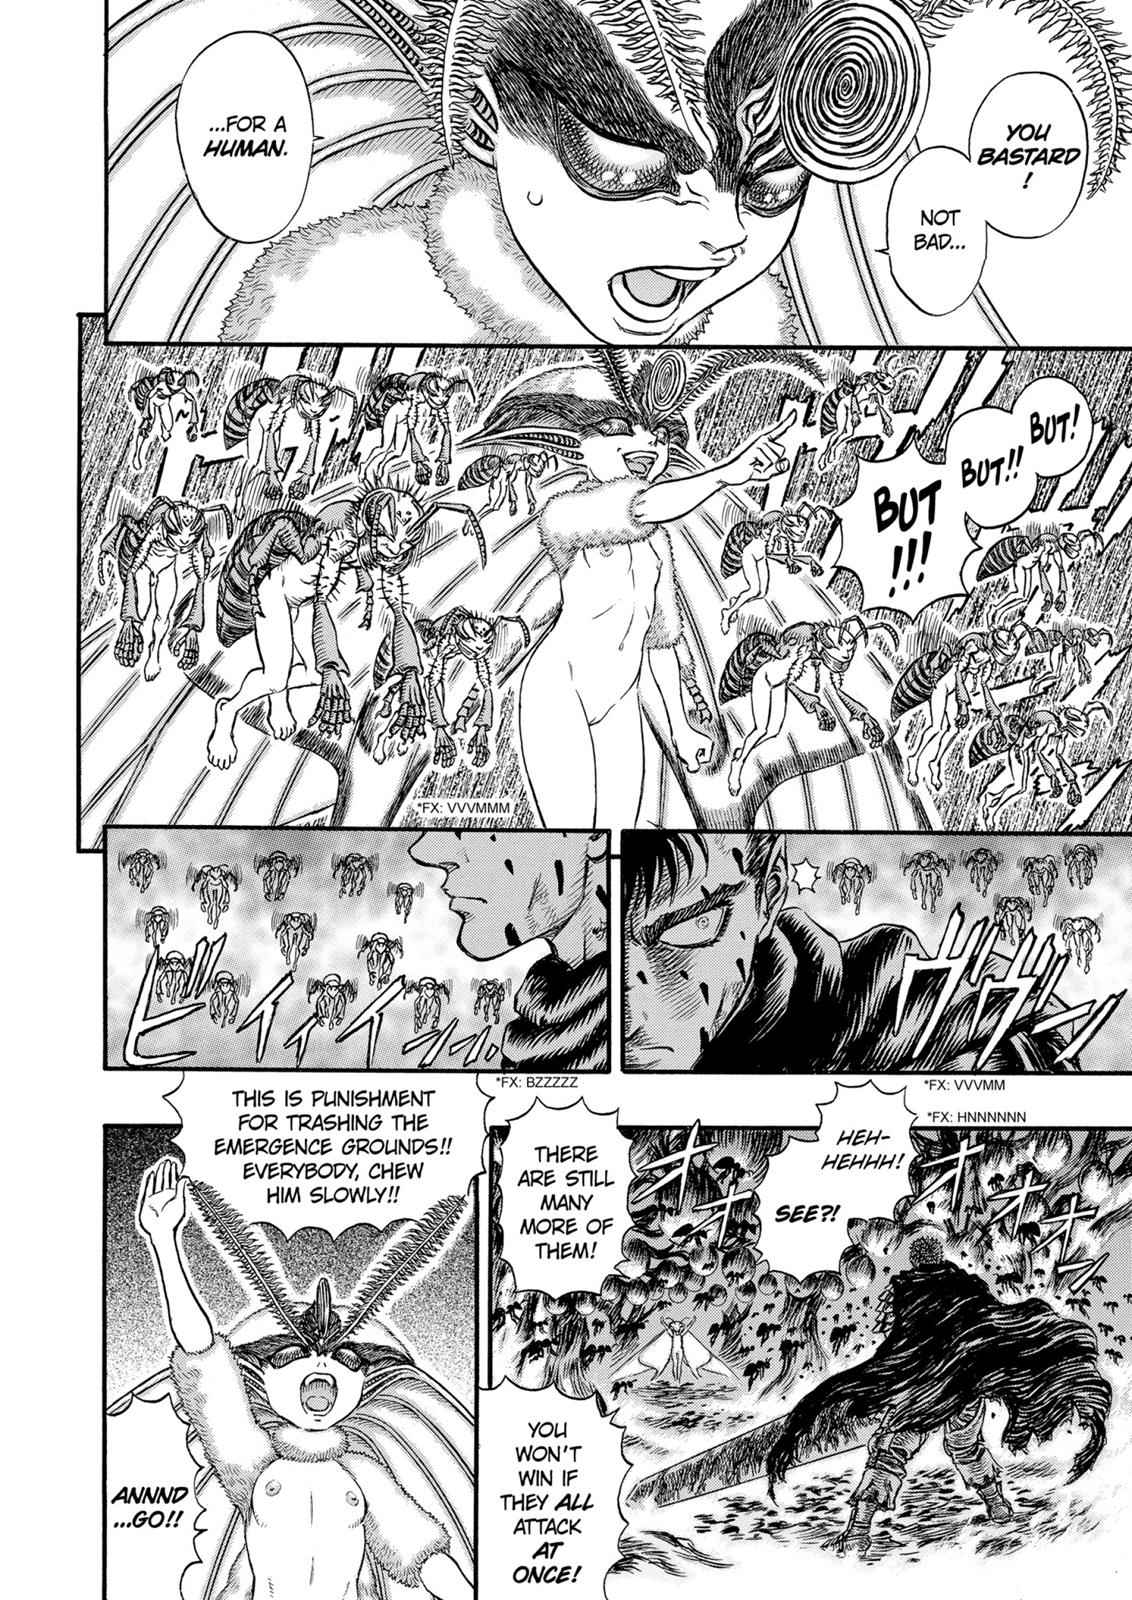 YOU
BASTARD
!
NOT
BAD...
...FOR A
HUMAN.
BUT!
BUT!!
BUT
!!!
*FX: VVVMMM
ヴヴーン
*FX: VVVMM
ビィィイーン
*FX: BZZZZZ
*FX: HNNNNNN
HEH-
HEHHH!
SEE?!
オオオオ
THERE
ARE STILL
MANY
MORE OF
THEM!
YOU
WON'T
WIN IF
THEY ALL
ATTACK
AT
ONCE!
THIS IS PUNISHMENT
FOR TRASHING THE
EMERGENCE GROUNDS!!
EVERYBODY, CHEW
HIM SLOWLY!!
ANNND
...GO!!